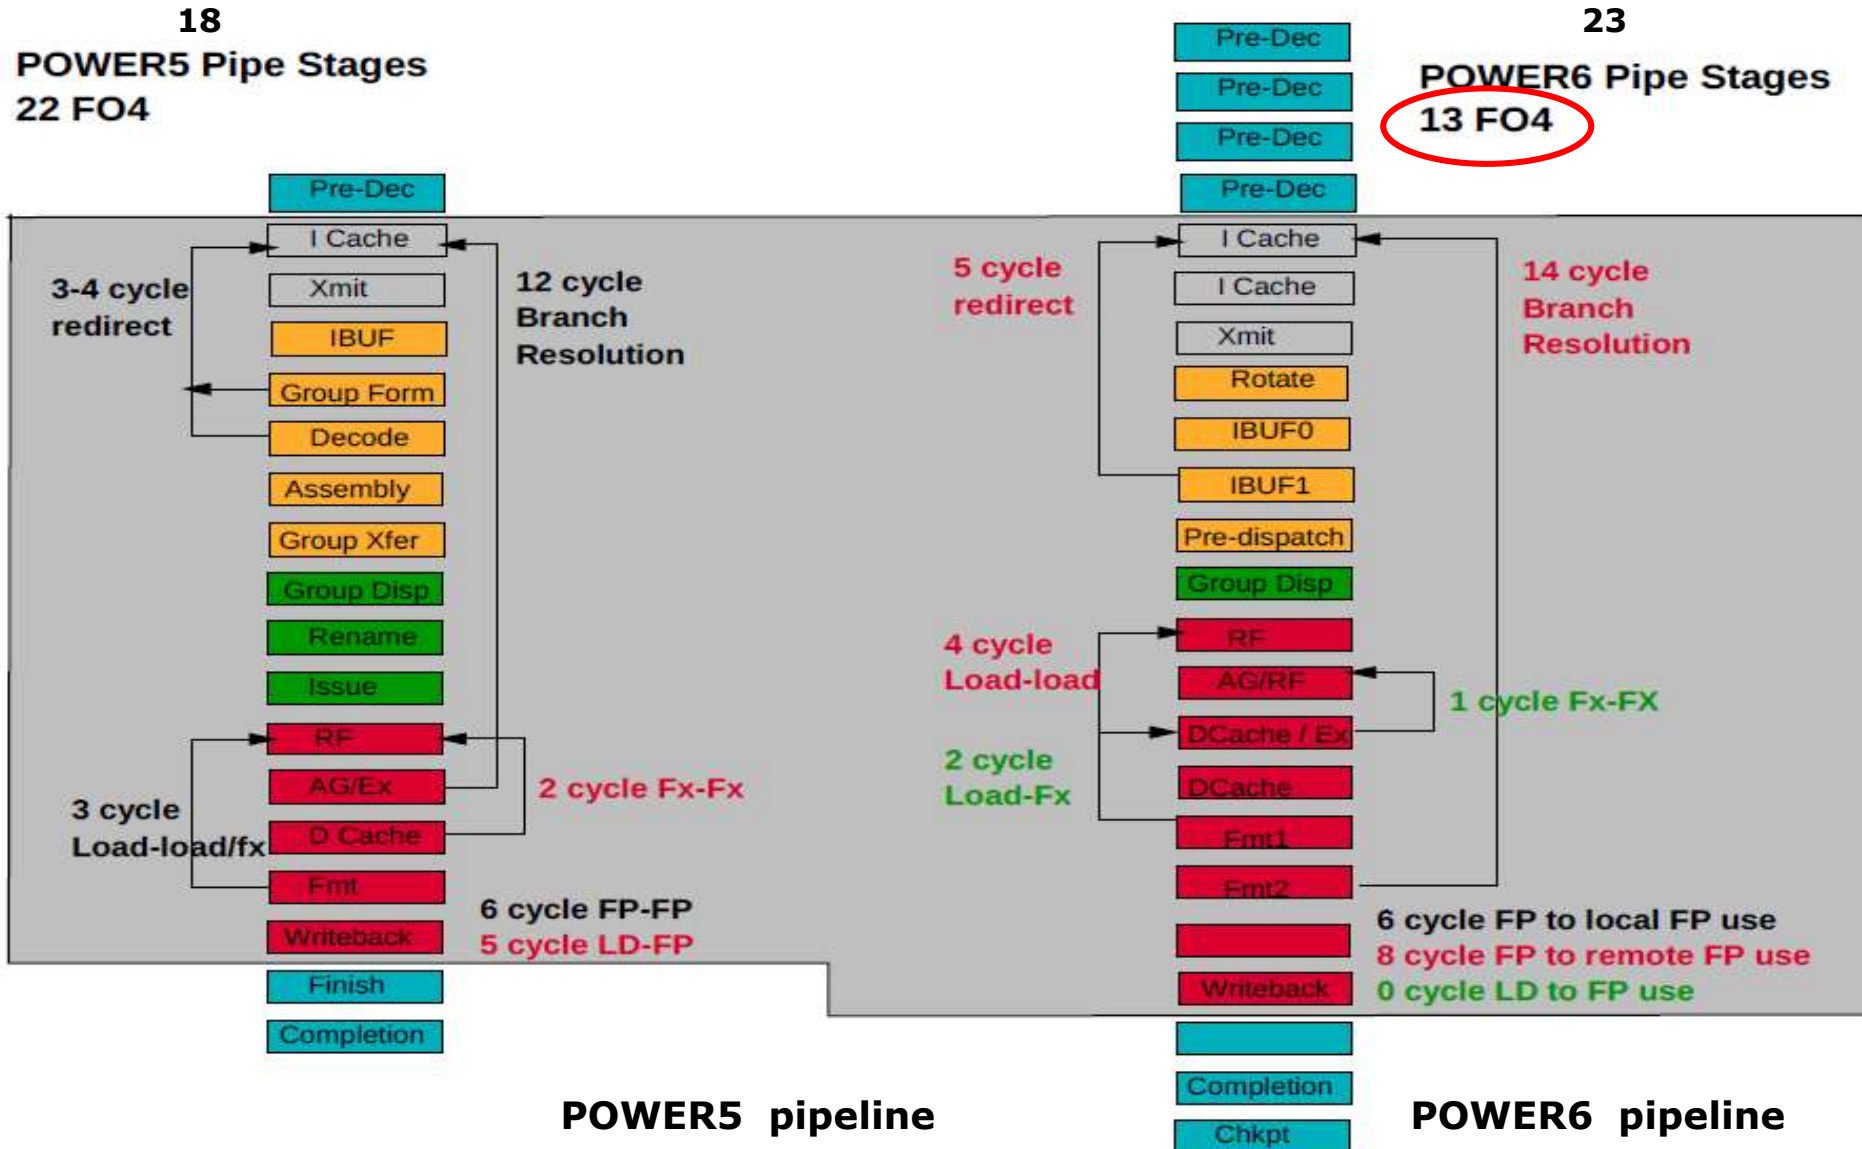 18
POWER5 Pipe Stages
22 FO4
Pre-Dec
I Cache
Xmit
IBUF
Group Form
Decode
Assembly
Group Xfer
Group Disp
Rename
Issue
RF
AG/Ex
D Cache
Fmt
Writeback
Finish
Completion
3-4 cycle
redirect
12 cycle
Branch
Resolution
2 cycle Fx-Fx
3 cycle
Load-load/fx
6 cycle FP-FP
5 cycle LD-FP
POWER5 pipeline
23
POWER6 Pipe Stages
13 FO4
Pre-Dec
Pre-Dec
Pre-Dec
Pre-Dec
I Cache
I Cache
Xmit
Rotate
IBUF0
IBUF1
Pre-dispatch
Group Disp
RF
AG/RF
DCache / Ex
DCache
Fmt1
Fmt2
Writeback
Completion
Chkpt
5 cycle
redirect
14 cycle
Branch
Resolution
4 cycle
Load-load
1 cycle Fx-FX
2 cycle
Load-Fx
6 cycle FP to local FP use
8 cycle FP to remote FP use
0 cycle LD to FP use
POWER6 pipeline